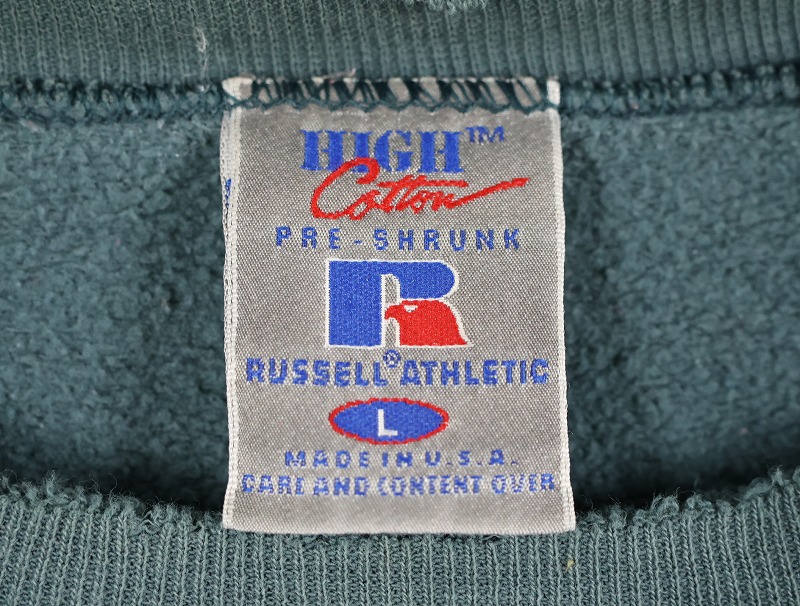 HIGH™
Cotton
PRE-SHRUNK
R
RUSSELL® ATHLETIC
L
MADE IN U.S.A.
CARE AND CONTENT OVER